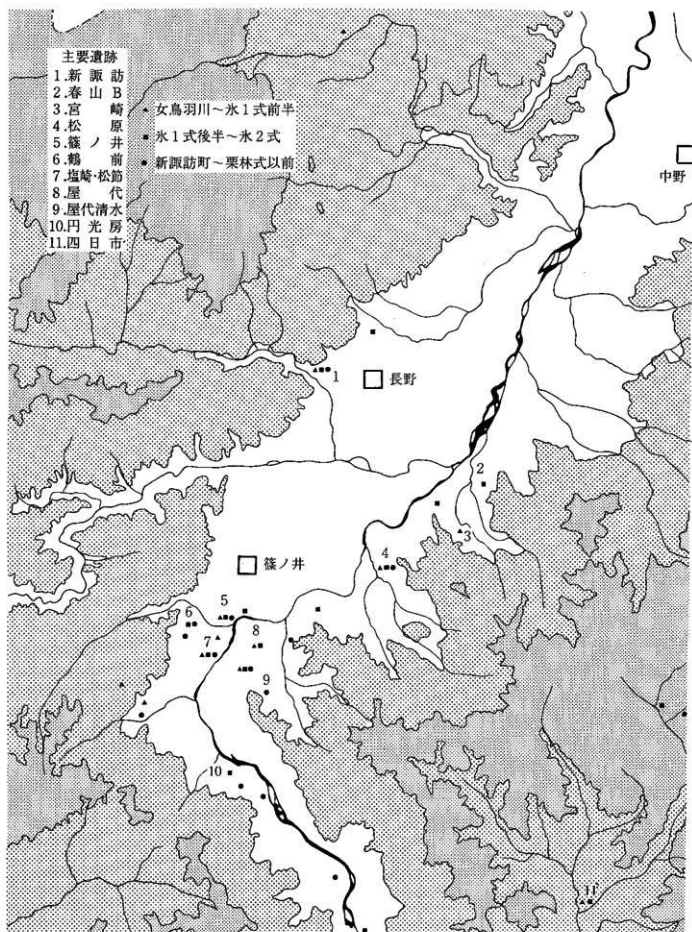 主要遺跡
1.新諏訪
2.春山B
3.宮崎
4.松原
5.篠ノ井
6.鶴前
7.塩崎・松節
8.屋代
9.屋代清水
10.円光房
11.四日市
▲ 女鳥羽川〜氷1式前半
■ 氷1式後半〜氷2式
● 新諏訪町〜栗林式以前
中野
1
長野
2
3
4
篠ノ井
5
6
7
8
9
10
11